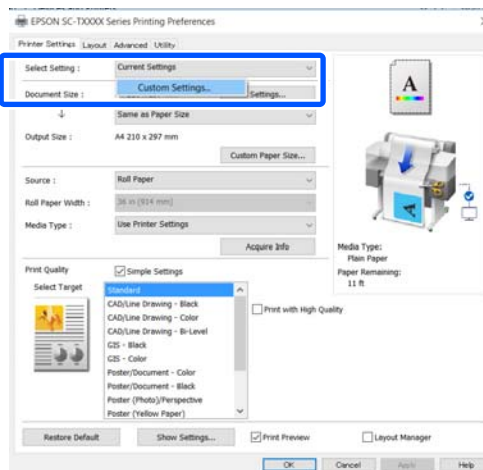 EPSON SC-TXXXX Series Printing Preferences
Printer Settings Layout Advanced Utility
Select Setting : Current Settings
Custom Settings...
Document Size : Settings...
Same as Paper Size
Output Size : A4 210 x 297 mm
Custom Paper Size...
Source : Roll Paper
Roll Paper Width : 36 in (914 mm)
Media Type : Use Printer Settings
Acquire Info
A
Media Type:
Plain Paper
Paper Remaining:
11 ft
Print Quality Simple Settings
Select Target
Standard
CAD/Line Drawing - Black
CAD/Line Drawing - Color
CAD/Line Drawing - Bi-Level
GIS - Black
GIS - Color
Poster/Document - Color
Poster/Document - Black
Poster (Photo)/Perspective
Poster (Yellow Paper)
Print with High Quality
Restore Default Show Settings... Print Preview Layout Manager
OK Cancel Apply Help